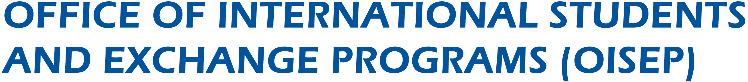 OFFICE OF INTERNATIONAL STUDENTS
AND EXCHANGE PROGRAMS (OISEP)